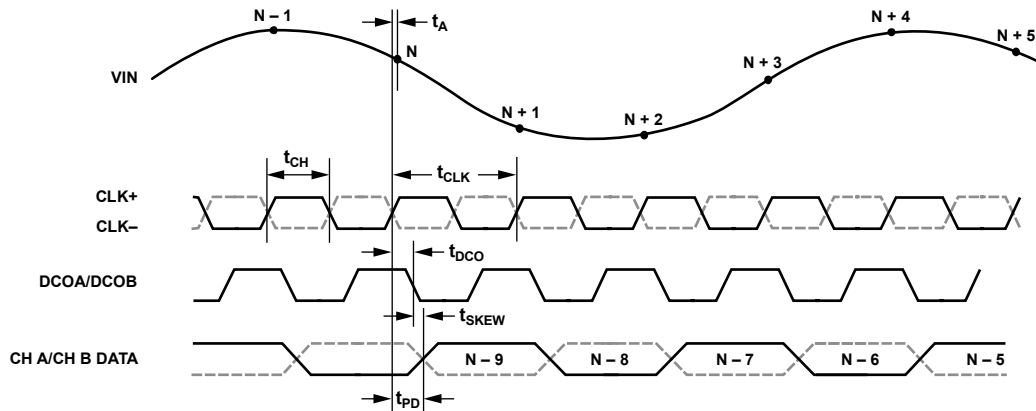 N – 1
tA
N + 4
N + 5
N
N + 3
VIN
N + 1
N + 2
tCH
tCLK
CLK+
CLK–
tDCO
DCOA/DCOB
tSKEW
CH A/CH B DATA
N – 9
N – 8
N – 7
N – 6
N – 5
tPD